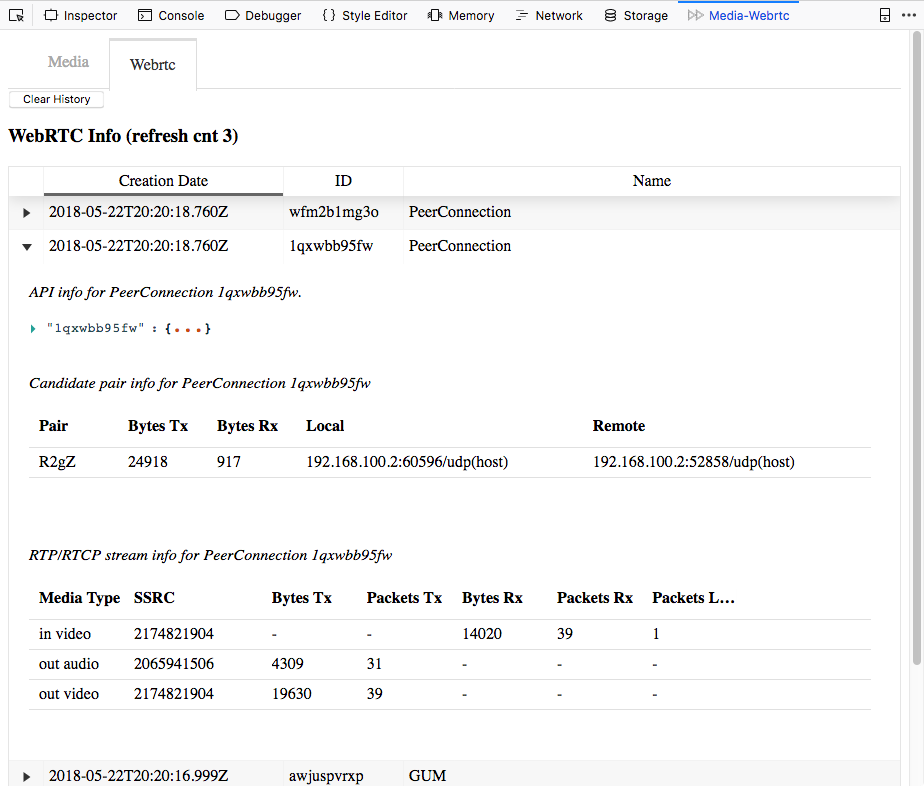 Inspector Console Debugger {} Style Editor Memory Network Storage Media-Webrtc
Media Webrtc
Clear History
WebRTC Info (refresh cnt 3)
Creation Date ID Name
2018-05-22T20:20:18.760Z wfm2b1mg3o PeerConnection
2018-05-22T20:20:18.760Z 1qxwbb95fw PeerConnection
API info for PeerConnection 1qxwbb95fw.
"1qxwbb95fw" : {...}
Candidate pair info for PeerConnection 1qxwbb95fw
Pair Bytes Tx Bytes Rx Local Remote
R2gZ 24918 917 192.168.100.2:60596/udp(host) 192.168.100.2:52858/udp(host)
RTP/RTCP stream info for PeerConnection 1qxwbb95fw
Media Type SSRC Bytes Tx Packets Tx Bytes Rx Packets Rx Packets L...
in video 2174821904 - - 14020 39 1
out audio 2065941506 4309 31 - - -
out video 2174821904 19630 39 - - -
2018-05-22T20:20:16.999Z awjuspvrxp GUM